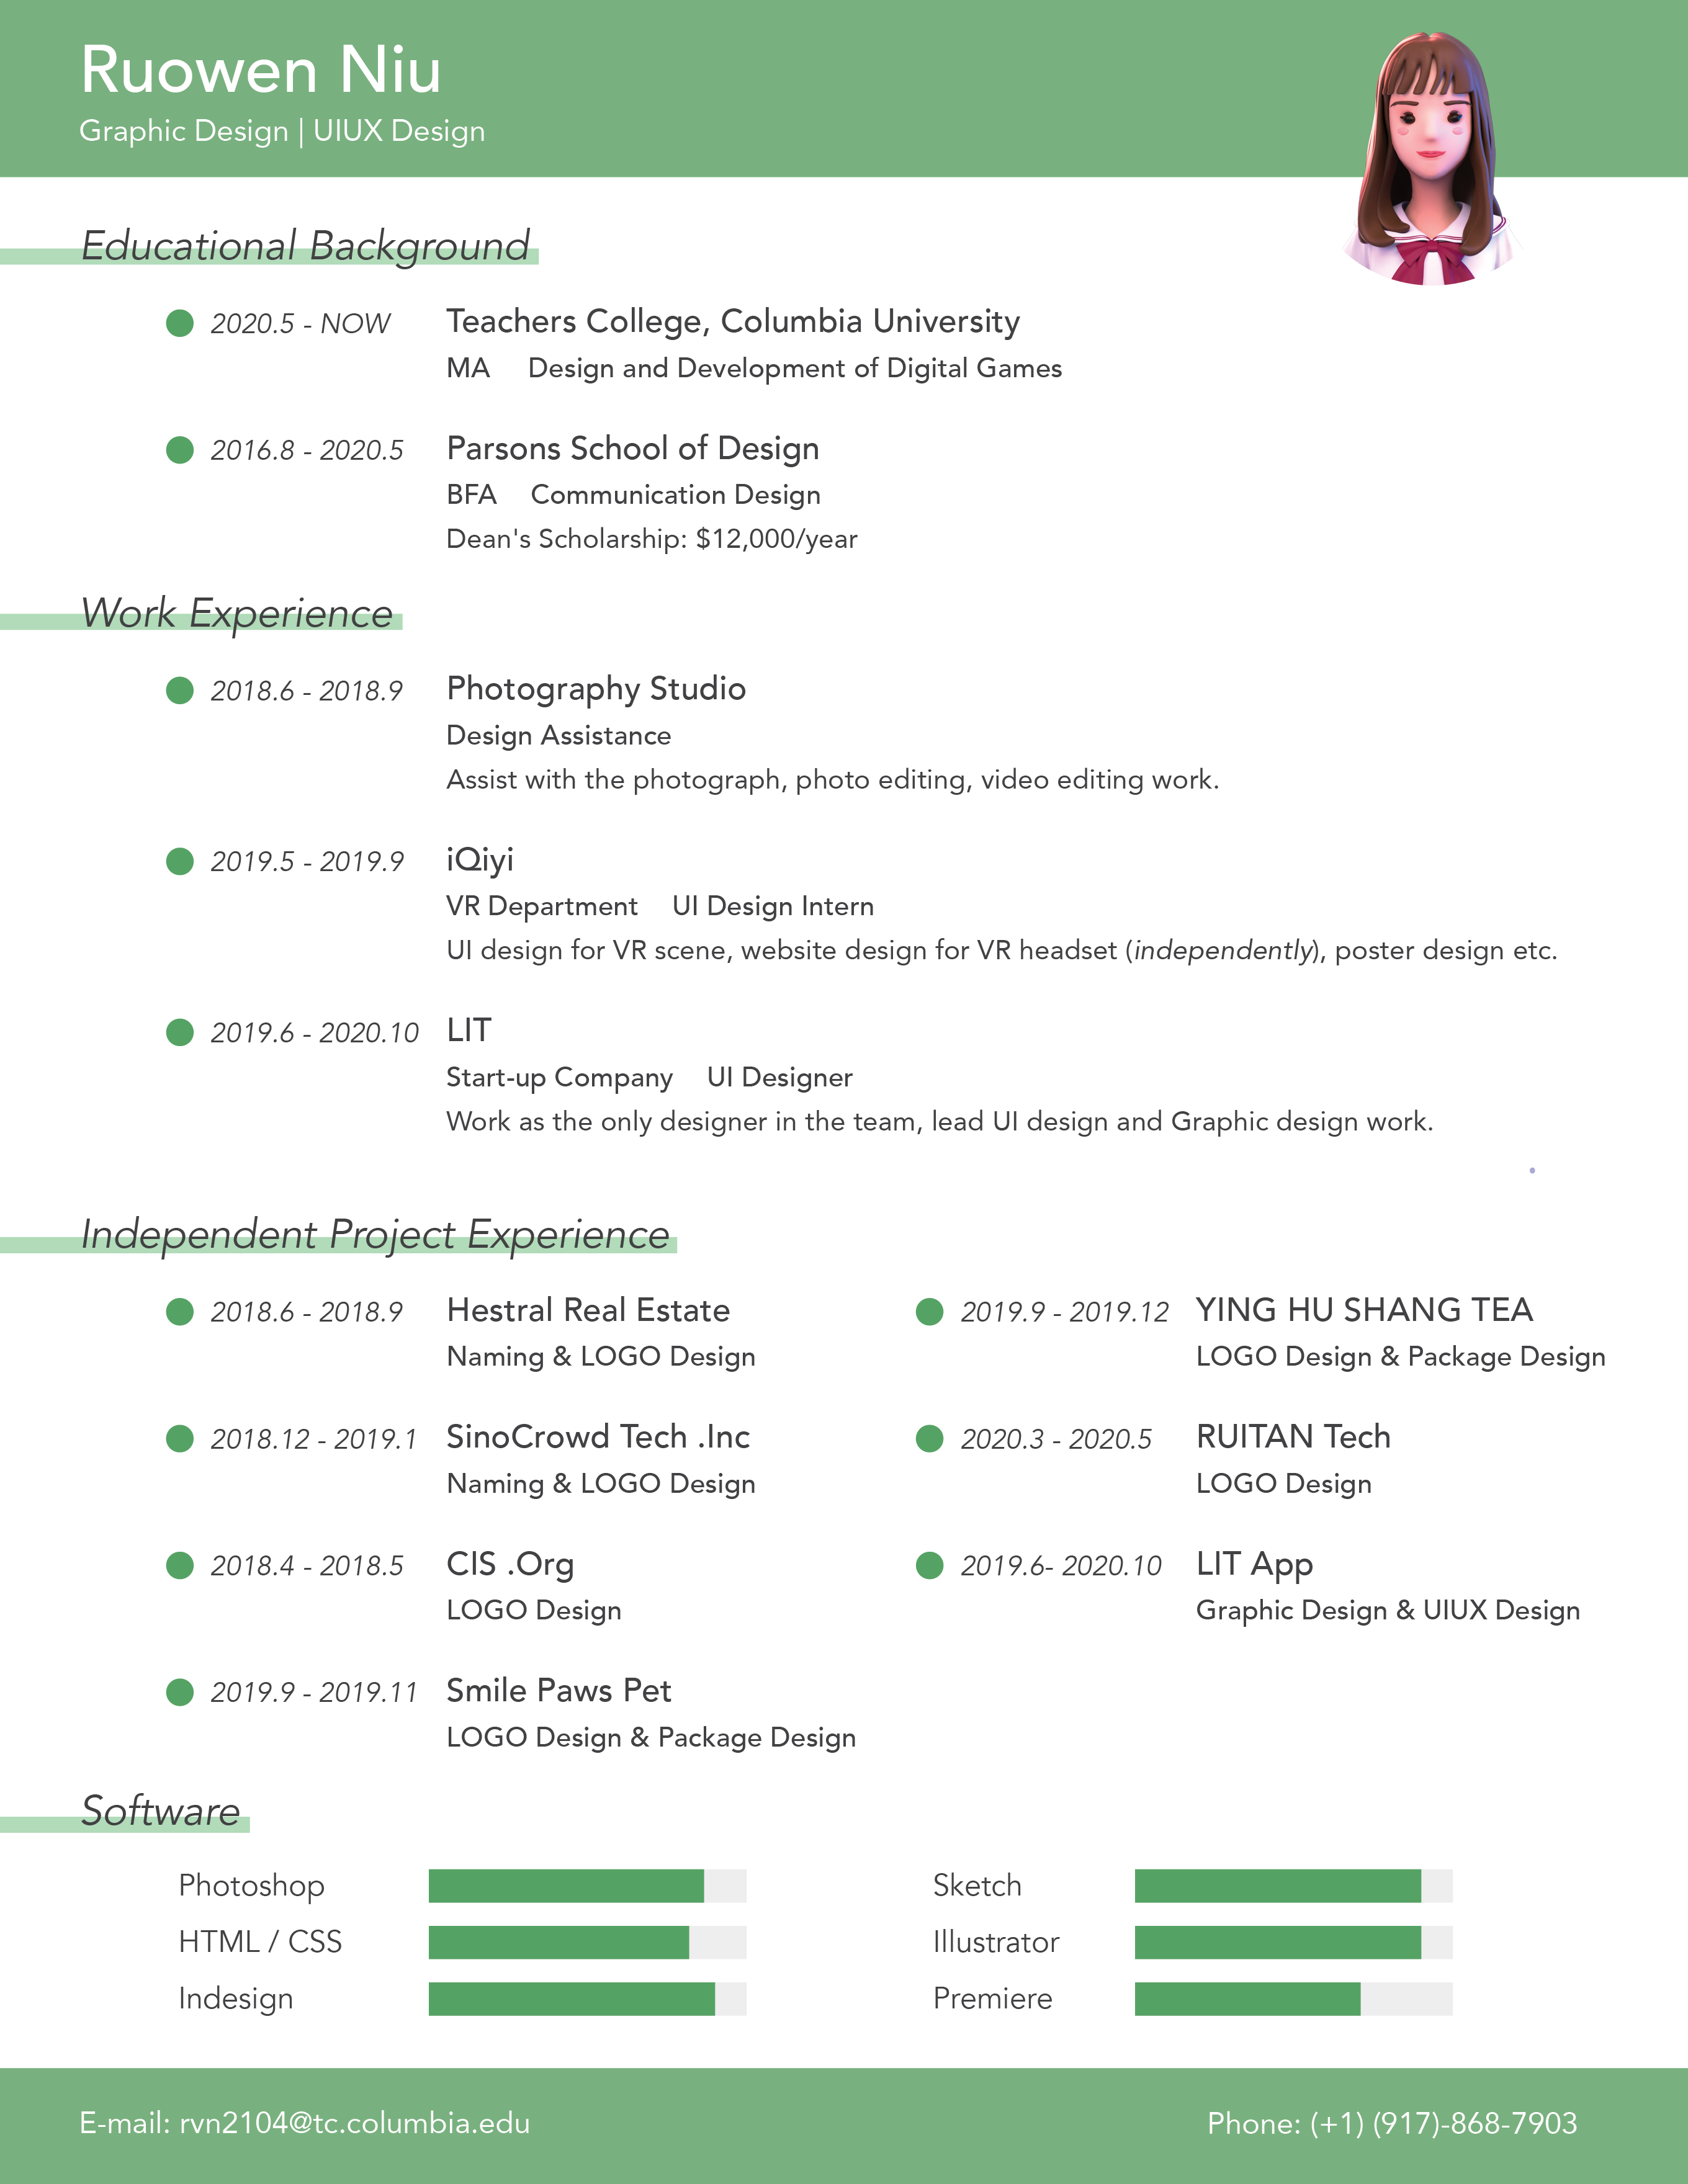 Ruowen Niu
Graphic Design | UIUX Design
Educational Background
2020.5 - NOW
Teachers College, Columbia University
MA Design and Development of Digital Games
2016.8 - 2020.5
Parsons School of Design
BFA Communication Design
Dean's Scholarship: $12,000/year
Work Experience
2018.6 - 2018.9
Photography Studio
Design Assistance
Assist with the photograph, photo editing, video editing work.
2019.5 - 2019.9
iQiyi
VR Department UI Design Intern
UI design for VR scene, website design for VR headset (independently), poster design etc.
2019.6 - 2020.10
LIT
Start-up Company UI Designer
Work as the only designer in the team, lead UI design and Graphic design work.
Independent Project Experience
2018.6 - 2018.9
Hestral Real Estate
Naming & LOGO Design
2018.12 - 2019.1
SinoCrowd Tech .Inc
Naming & LOGO Design
2018.4 - 2018.5
CIS .Org
LOGO Design
2019.9 - 2019.11
Smile Paws Pet
LOGO Design & Package Design
2019.9 - 2019.12
YING HU SHANG TEA
LOGO Design & Package Design
2020.3 - 2020.5
RUITAN Tech
LOGO Design
2019.6- 2020.10
LIT App
Graphic Design & UIUX Design
Software
Photoshop
HTML / CSS
Indesign
Sketch
Illustrator
Premiere
E-mail: rvn2104@tc.columbia.edu
Phone: (+1) (917)-868-7903